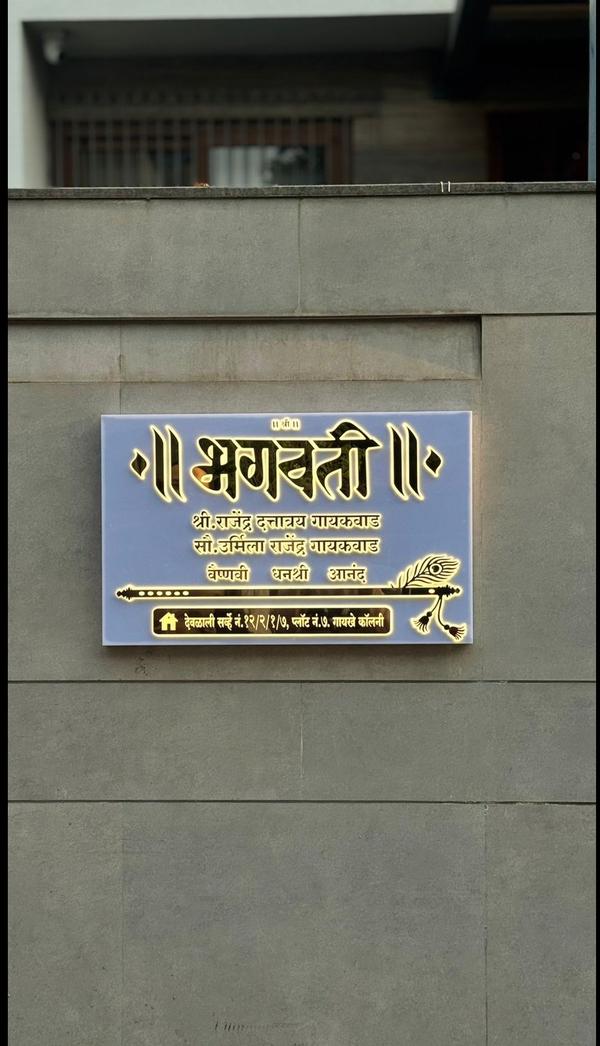 ॥ श्री ॥
॥ भगवती ॥
श्री.राजेंद्र दत्तात्रय गायकवाड
सौ.उर्मिला राजेंद्र गायकवाड
वैष्णवी धनश्री आनंद
देवळाली सर्व्हे नं.१२/२/१/७, प्लॉट नं.७. गायखे कॉलनी